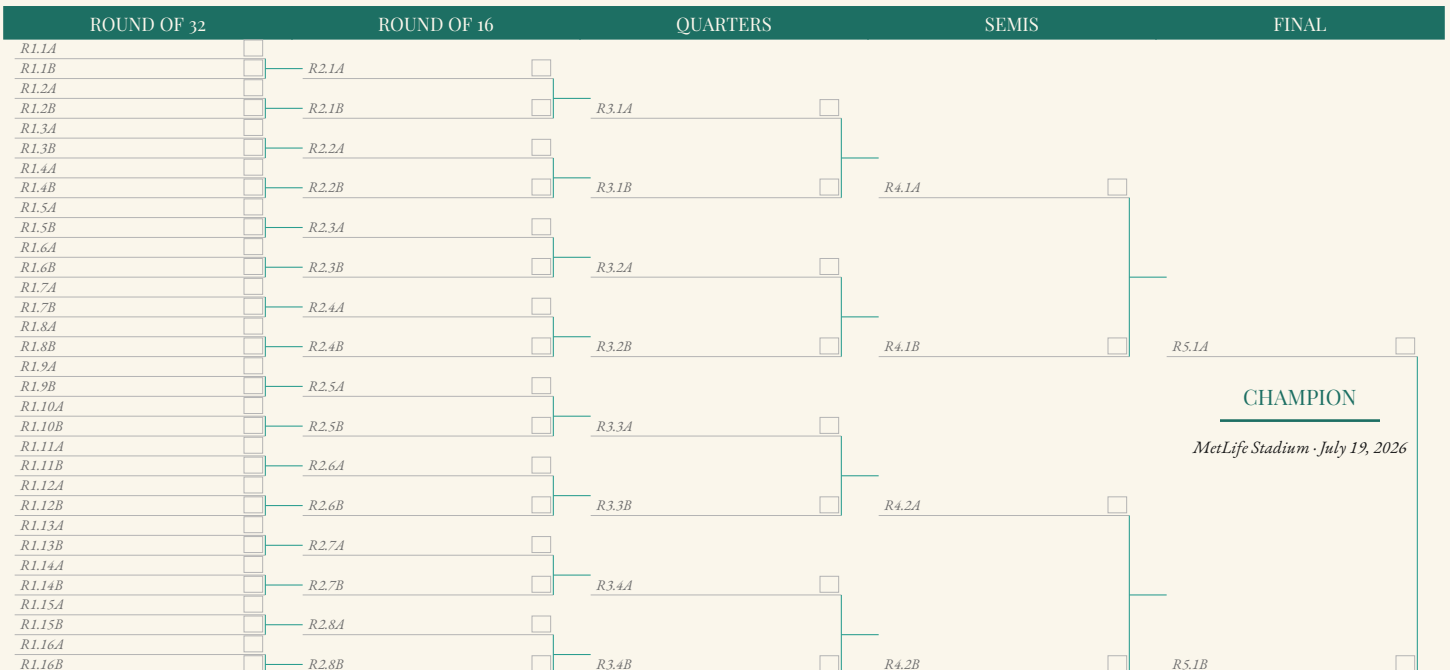 ROUND OF 32
ROUND OF 16
QUARTERS
SEMIS
FINAL
R1.1A
R1.1B
R1.2A
R1.2B
R1.3A
R1.3B
R1.4A
R1.4B
R1.5A
R1.5B
R1.6A
R1.6B
R1.7A
R1.7B
R1.8A
R1.8B
R1.9A
R1.9B
R1.10A
R1.10B
R1.11A
R1.11B
R1.12A
R1.12B
R1.13A
R1.13B
R1.14A
R1.14B
R1.15A
R1.15B
R1.16A
R1.16B
R2.1A
R2.1B
R2.2A
R2.2B
R2.3A
R2.3B
R2.4A
R2.4B
R2.5A
R2.5B
R2.6A
R2.6B
R2.7A
R2.7B
R2.8A
R2.8B
R3.1A
R3.1B
R3.2A
R3.2B
R3.3A
R3.3B
R3.4A
R3.4B
R4.1A
R4.1B
R4.2A
R4.2B
R5.1A
CHAMPION
MetLife Stadium · July 19, 2026
R5.1B